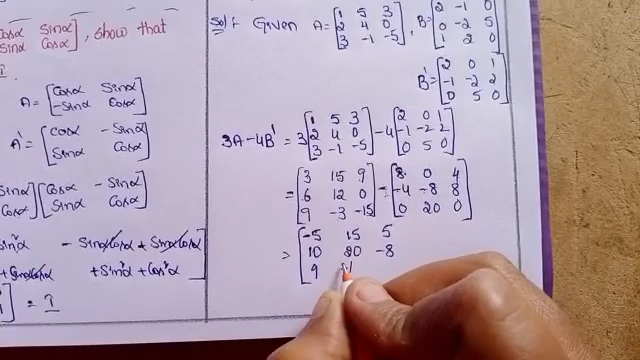 cosα sinα
sinα cosα], show that
I
A = [cosα sinα
-sinα cosα]
A' = [cosα -sinα
sinα cosα]
sinα] [cosα -sinα
cosα] [sinα cosα]
sin²α - sinαcosα + sinαcosα
+ sinαcosα + sin²α + cos²α
] = I
Sol: Given A = [1 5 3
2 4 0
3 -1 -5], B = [2 -1 0
0 -2 5
1 2 0
B' = [2 0 1
-1 -2 2
0 5 0]
3A-4B' = 3[1 5 3
2 4 0
3 -1 -5] -4[2 0 1
-1 -2 2
0 5 0]
= [3 15 9
6 12 0
9 -3 -15] - [8 0 4
-4 -8 8
0 20 0]
= [-5 15 5
10 20 -8
9